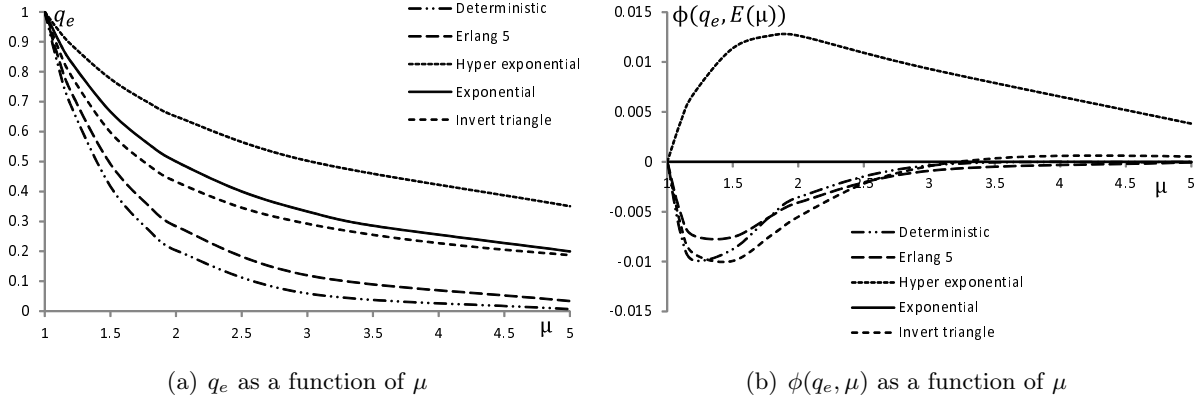 1
q_e
0.9
0.8
0.7
0.6
0.5
0.4
0.3
0.2
0.1
0
1
1.5
2
2.5
3
3.5
4
4.5
5
μ
Deterministic
Erlang 5
Hyper exponential
Exponential
Invert triangle
(a) q_e as a function of μ
0.015
ϕ(q_e, E(μ))
0.01
0.005
0
-0.005
-0.01
-0.015
1
1.5
2
2.5
3
3.5
4
4.5
5
μ
Deterministic
Erlang 5
Hyper exponential
Exponential
Invert triangle
(b) ϕ(q_e, μ) as a function of μ